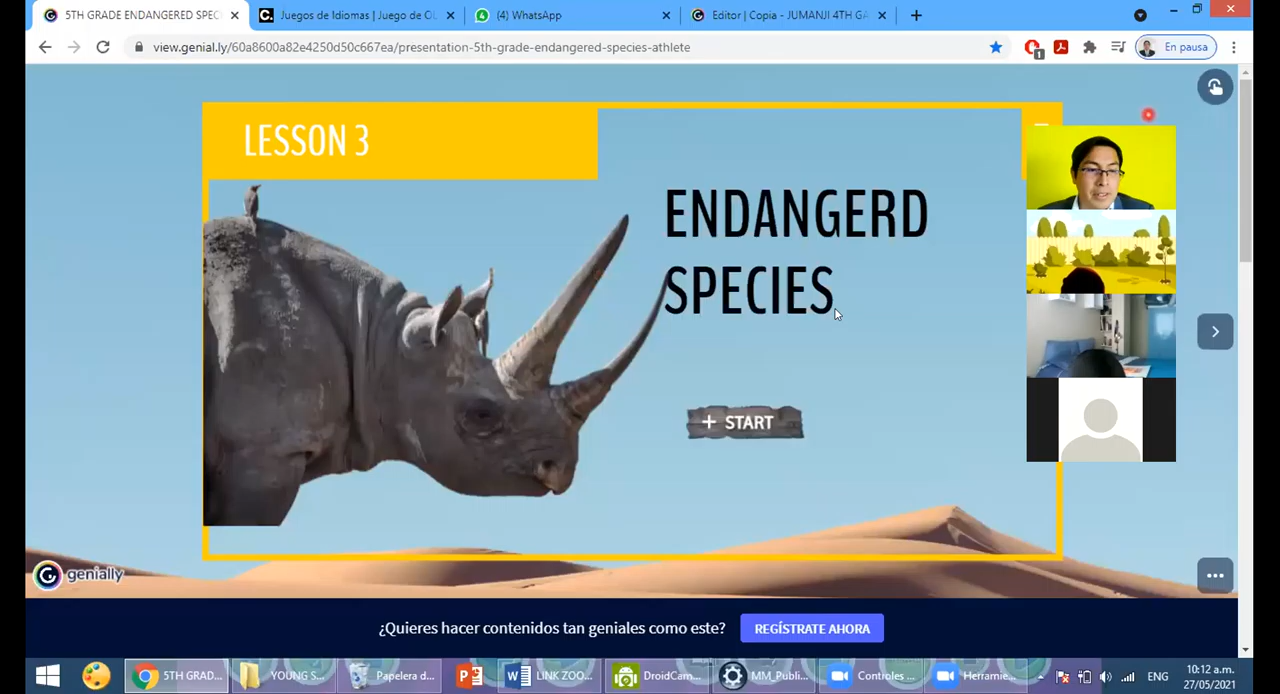 5TH GRADE ENDANGERED SPEC
Juegos de Idiomas | Juego de OL
(4) WhatsApp
Editor | Copia - JUMANJI 4TH GA
view.genial.ly/60a8600a82e4250d50c667ea/presentation-5th-grade-endangered-species-athlete
1
En pausa
LESSON 3
ENDANGERD
SPECIES
+ START
genially
¿Quieres hacer contenidos tan geniales como este?
REGÍSTRATE AHORA
5TH GRAD...
YOUNG S...
Papelera d...
LINK ZOO...
DroidCam...
MM_Publi...
Controles ...
Herramie...
ENG
10:12 a.m.
27/05/2021